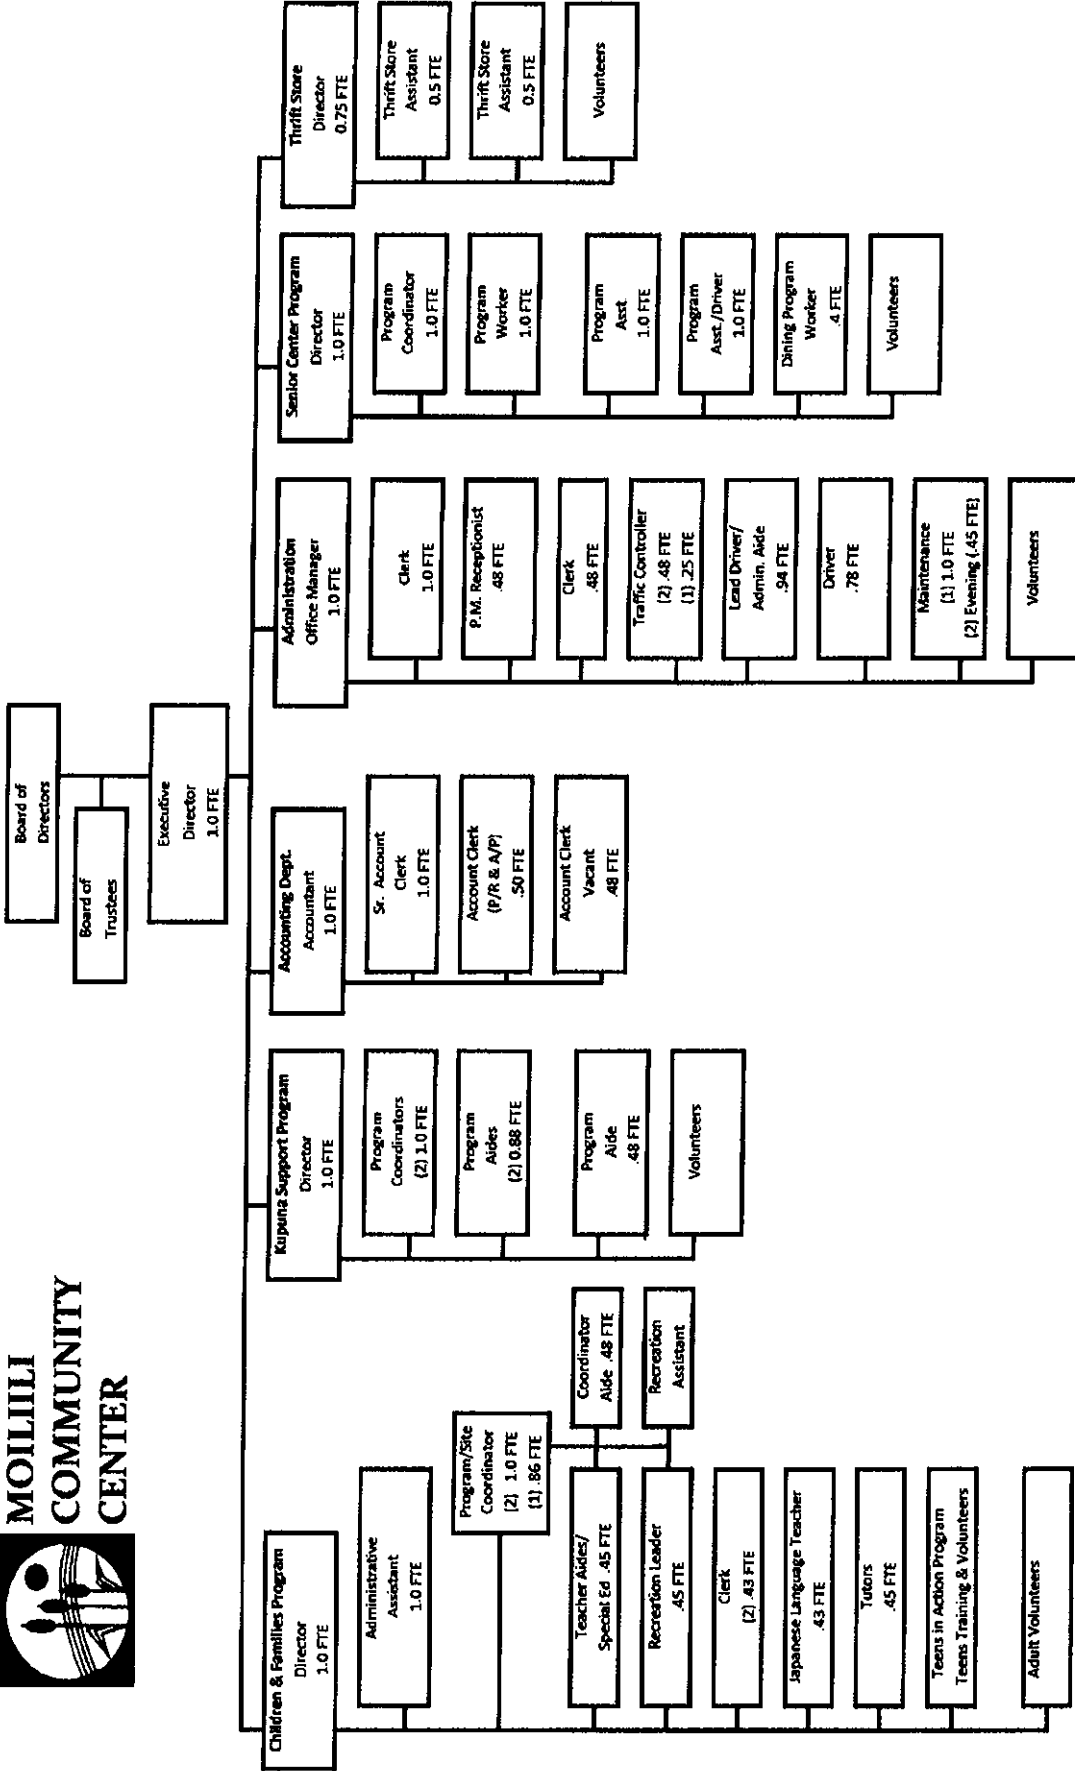 MOILIILI
COMMUNITY
CENTER
Board of
Directors
Board of
Trustees
Executive
Director
1.0 FTE
Children & Families Program
Director
1.0 FTE
Administrative
Assistant
1.0 FTE
Program/Site
Coordinator
(2) 1.0 FTE
(1) .86 FTE
Teacher Aides/
Special Ed .45 FTE
Coordinator
Aide .48 FTE
Recreation Leader
.45 FTE
Recreation
Assistant
Clerk
(2) .43 FTE
Japanese Language Teacher
.43 FTE
Tutors
.45 FTE
Teens in Action Program
Teens Training & Volunteers
Adult Volunteers
Kupuna Support Program
Director
1.0 FTE
Program
Coordinators
(2) 1.0 FTE
Program
Aides
(2) 0.88 FTE
Program
Aide
.48 FTE
Volunteers
Accounting Dept.
Accountant
1.0 FTE
Sr. Account
Clerk
1.0 FTE
Account Clerk
(P/R & A/P)
.50 FTE
Account Clerk
Vacant
.48 FTE
Administration
Office Manager
1.0 FTE
Clerk
1.0 FTE
P.M. Receptionist
.48 FTE
Clerk
.48 FTE
Traffic Controller
(2) .48 FTE
(1) .25 FTE
Lead Driver/
Admin. Aide
.94 FTE
Driver
.78 FTE
Maintenance
(1) 1.0 FTE
(2) Evening (.45 FTE)
Volunteers
Senior Center Program
Director
1.0 FTE
Program
Coordinator
1.0 FTE
Program
Worker
1.0 FTE
Program
Asst
1.0 FTE
Program
Asst./Driver
1.0 FTE
Dining Program
Worker
.4 FTE
Volunteers
Thrift Store
Director
0.75 FTE
Thrift Store
Assistant
0.5 FTE
Thrift Store
Assistant
0.5 FTE
Volunteers